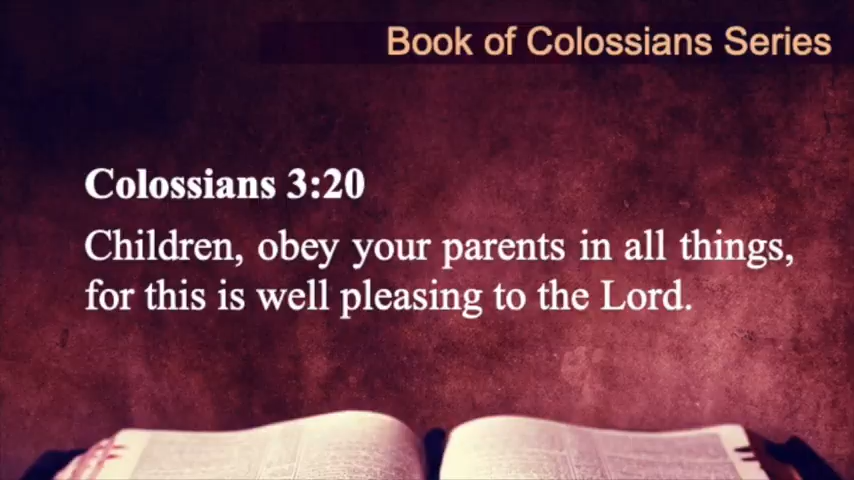 Book of Colossians Series
Colossians 3:20
Children, obey your parents in all things,
for this is well pleasing to the Lord.